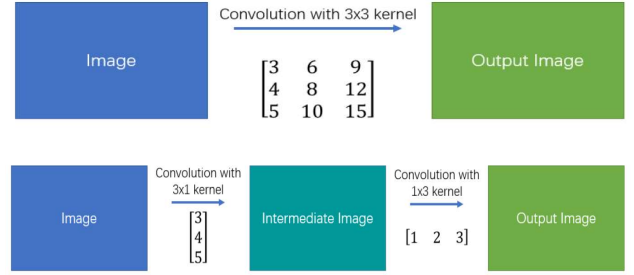 Convolution with 3x3 kernel
Image
Output Image
3 6 9
4 8 12
5 10 15
Convolution with
3x1 kernel
Convolution with
1x3 kernel
Image
3
4
5
Intermediate Image
[1 2 3]
Output Image